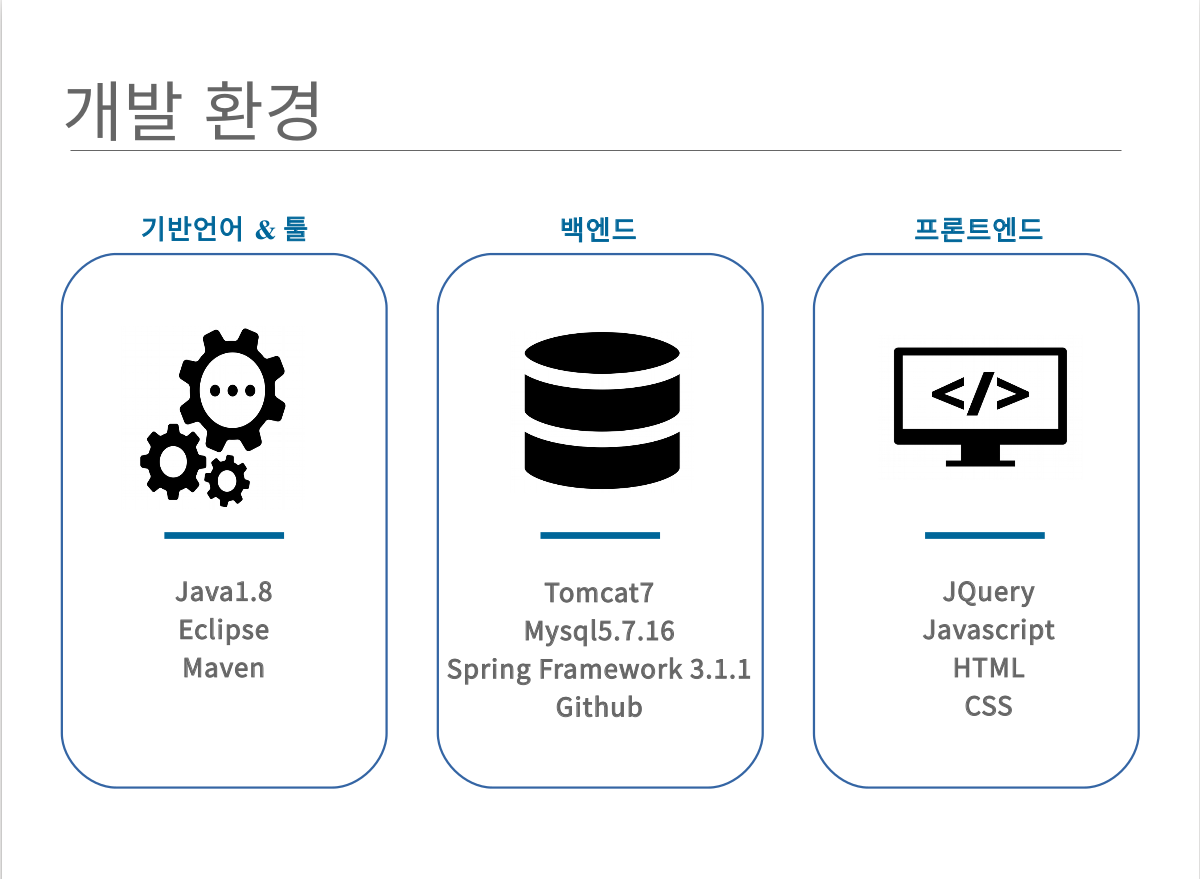 개발 환경
기반언어 & 툴
Java1.8
Eclipse
Maven
백엔드
Tomcat7
Mysql5.7.16
Spring Framework 3.1.1
Github
프론트엔드
</>
JQuery
Javascript
HTML
CSS